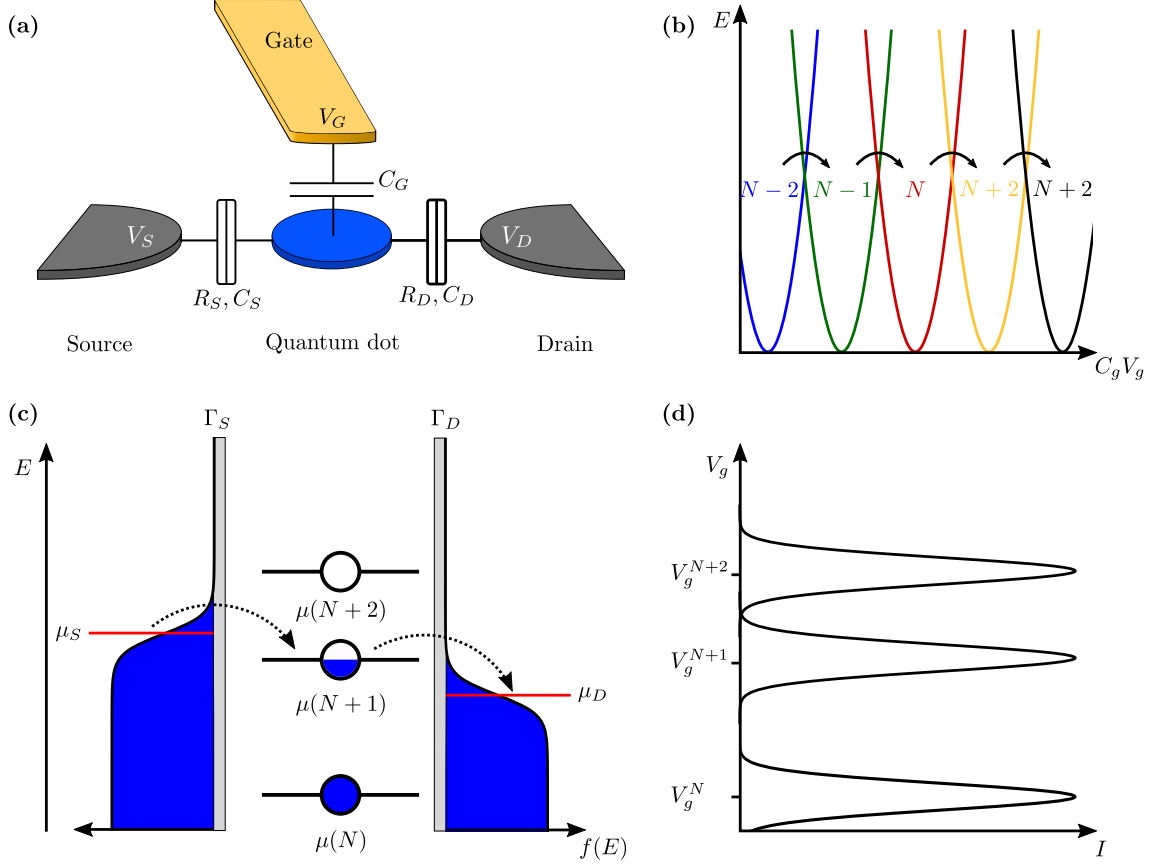 (a)
Gate
V_G
C_G
V_S
V_D
R_S, C_S
R_D, C_D
Source
Quantum dot
Drain
(b)
E
N − 2
N − 1
N
N + 2
N + 2
C_gV_g
(c)
Γ_S
Γ_D
E
μ(N + 2)
μ_S
μ(N + 1)
μ_D
μ(N)
f(E)
(d)
V_g
V_g^{N+2}
V_g^{N+1}
V_g^N
I